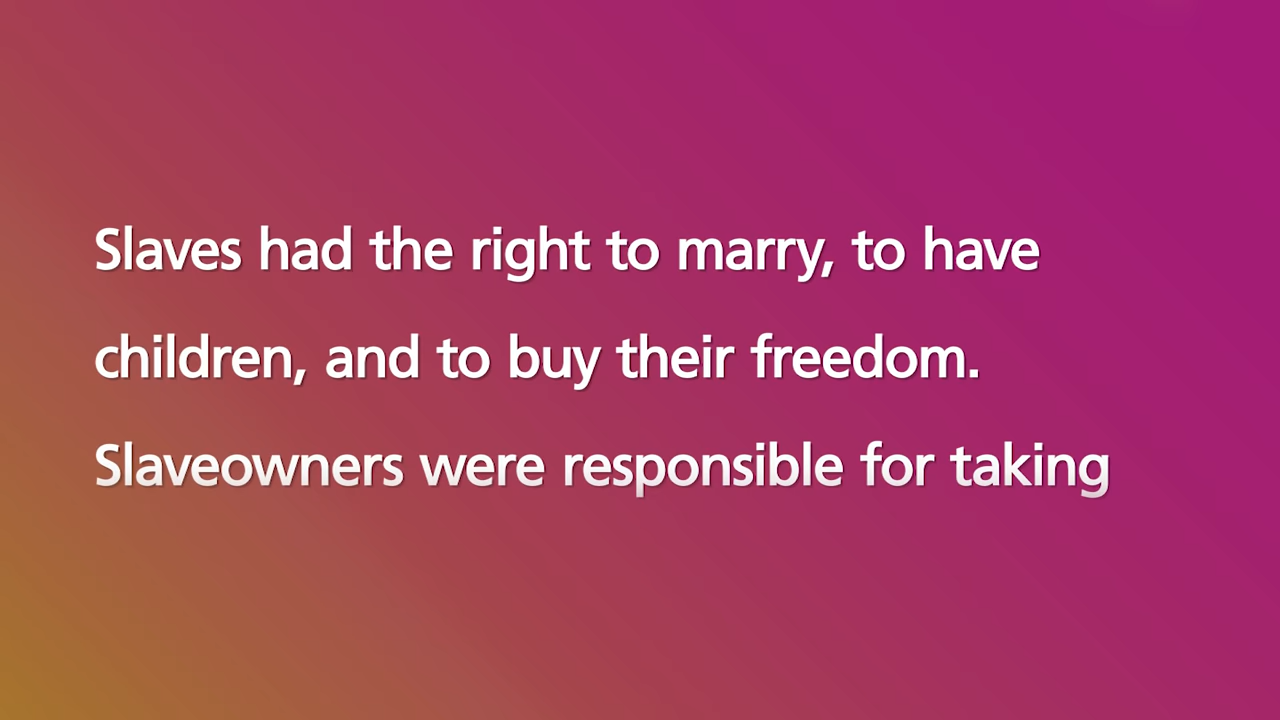 Slaves had the right to marry, to have
children, and to buy their freedom.
Slaveowners were responsible for taking